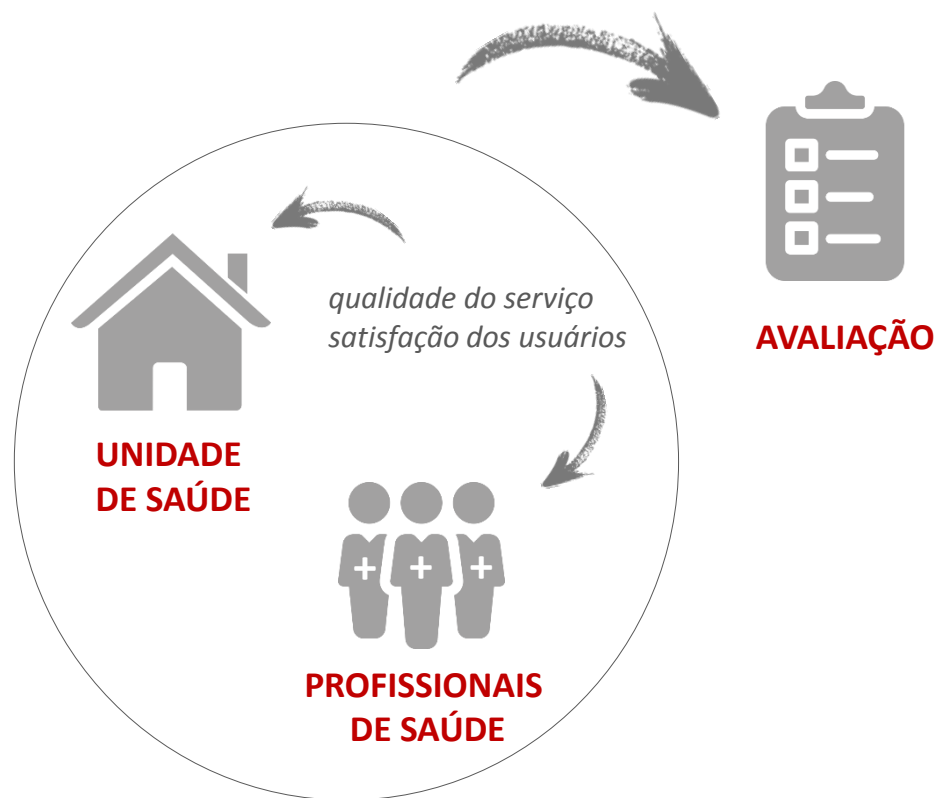 qualidade do serviço
satisfação dos usuários
AVALIAÇÃO
UNIDADE
DE SAÚDE
PROFISSIONAIS
DE SAÚDE